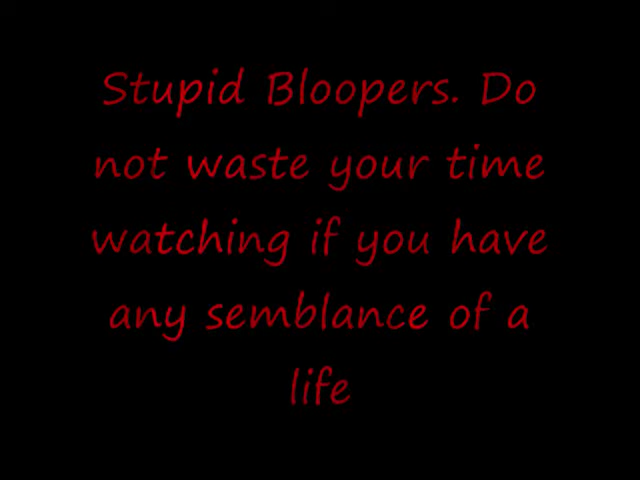 Stupid Bloopers. Do
not waste your time
watching if you have
any semblance of a
life